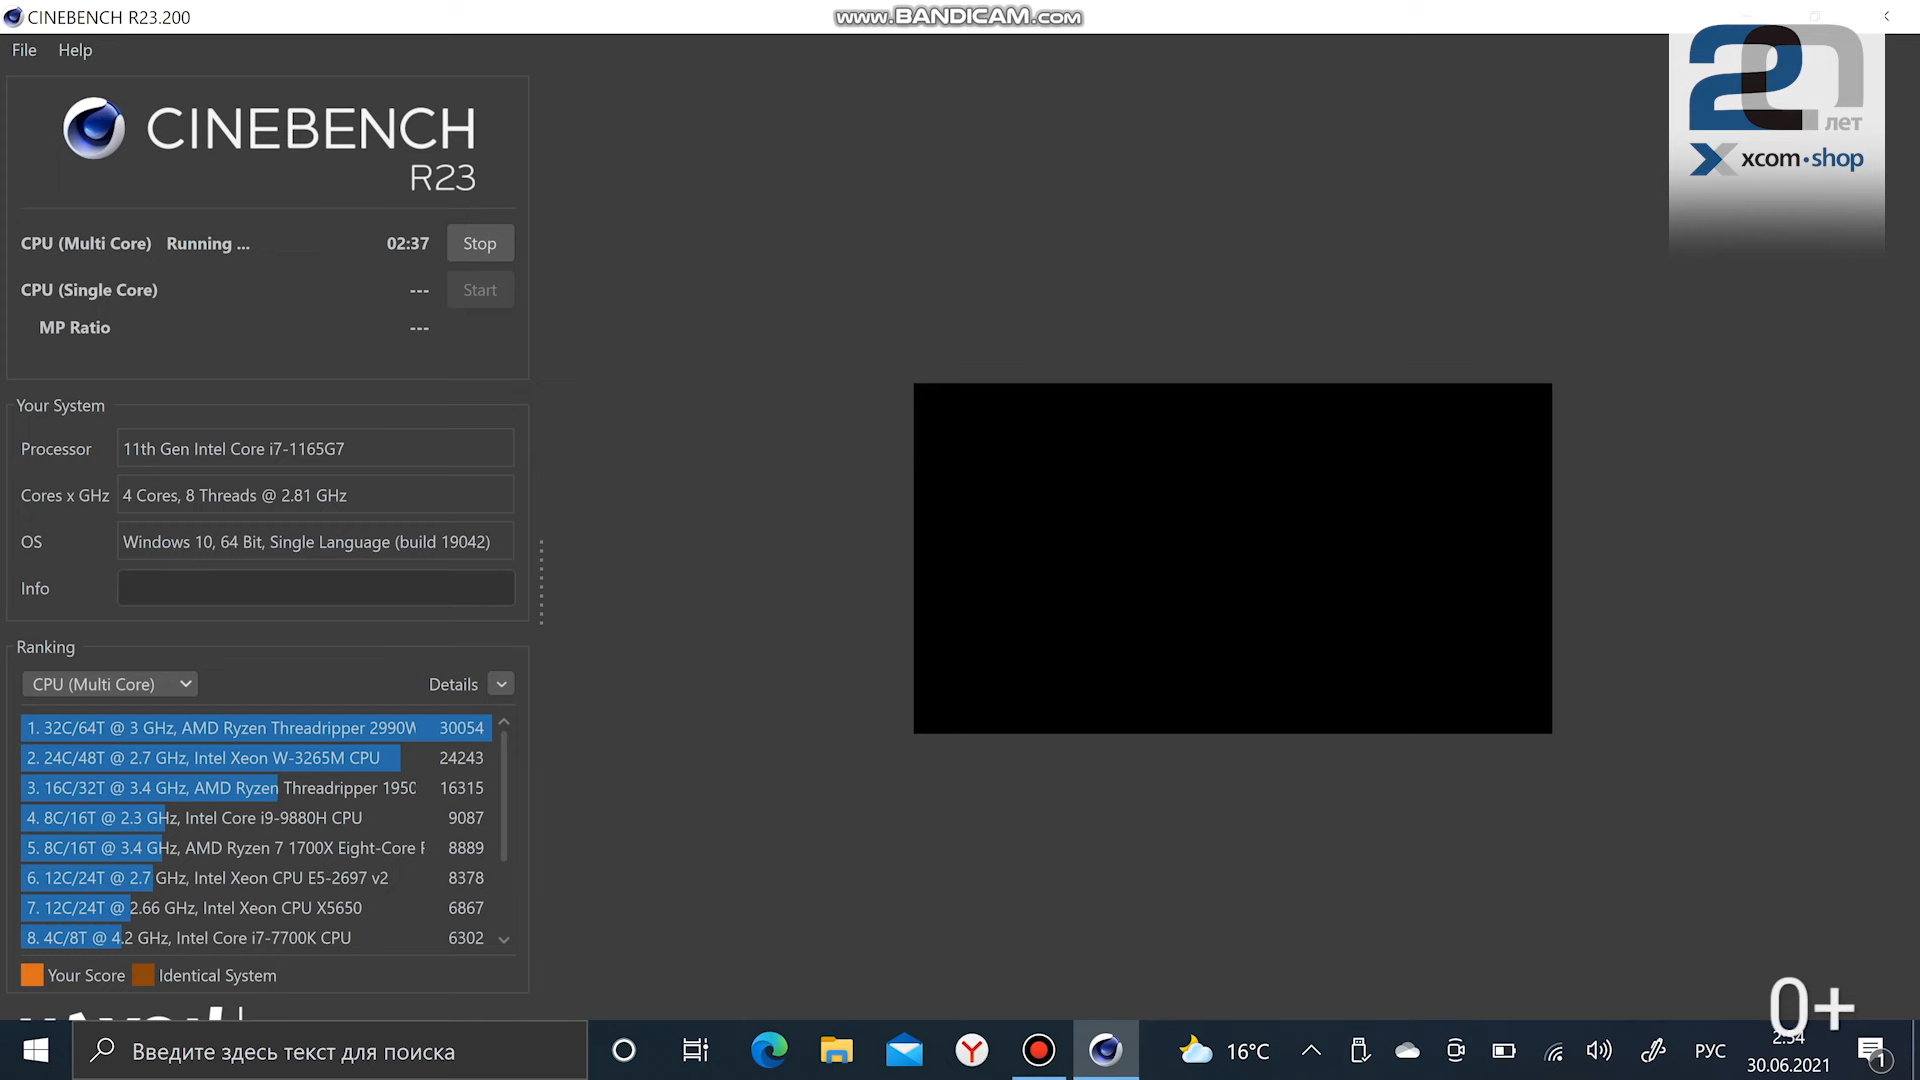 CINEBENCH R23.200
www.BANDICAM.com
File Help
20 лет
xcom·shop
CINEBENCH
R23
CPU (Multi Core) Running ... 02:37 Stop
CPU (Single Core) --- Start
MP Ratio ---
Your System
Processor 11th Gen Intel Core i7-1165G7
Cores x GHz 4 Cores, 8 Threads @ 2.81 GHz
OS Windows 10, 64 Bit, Single Language (build 19042)
Info
Ranking
CPU (Multi Core) Details
1. 32C/64T @ 3 GHz, AMD Ryzen Threadripper 2990W 30054
2. 24C/48T @ 2.7 GHz, Intel Xeon W-3265M CPU 24243
3. 16C/32T @ 3.4 GHz, AMD Ryzen Threadripper 1950 16315
4. 8C/16T @ 2.3 GHz, Intel Core i9-9880H CPU 9087
5. 8C/16T @ 3.4 GHz, AMD Ryzen 7 1700X Eight-Core 8889
6. 12C/24T @ 2.7 GHz, Intel Xeon CPU E5-2697 v2 8378
7. 12C/24T @ 2.66 GHz, Intel Xeon CPU X5650 6867
8. 4C/8T @ 4.2 GHz, Intel Core i7-7700K CPU 6302
Your Score Identical System
0+
Введите здесь текст для поиска
16°C
РУС
2:54
30.06.2021
1